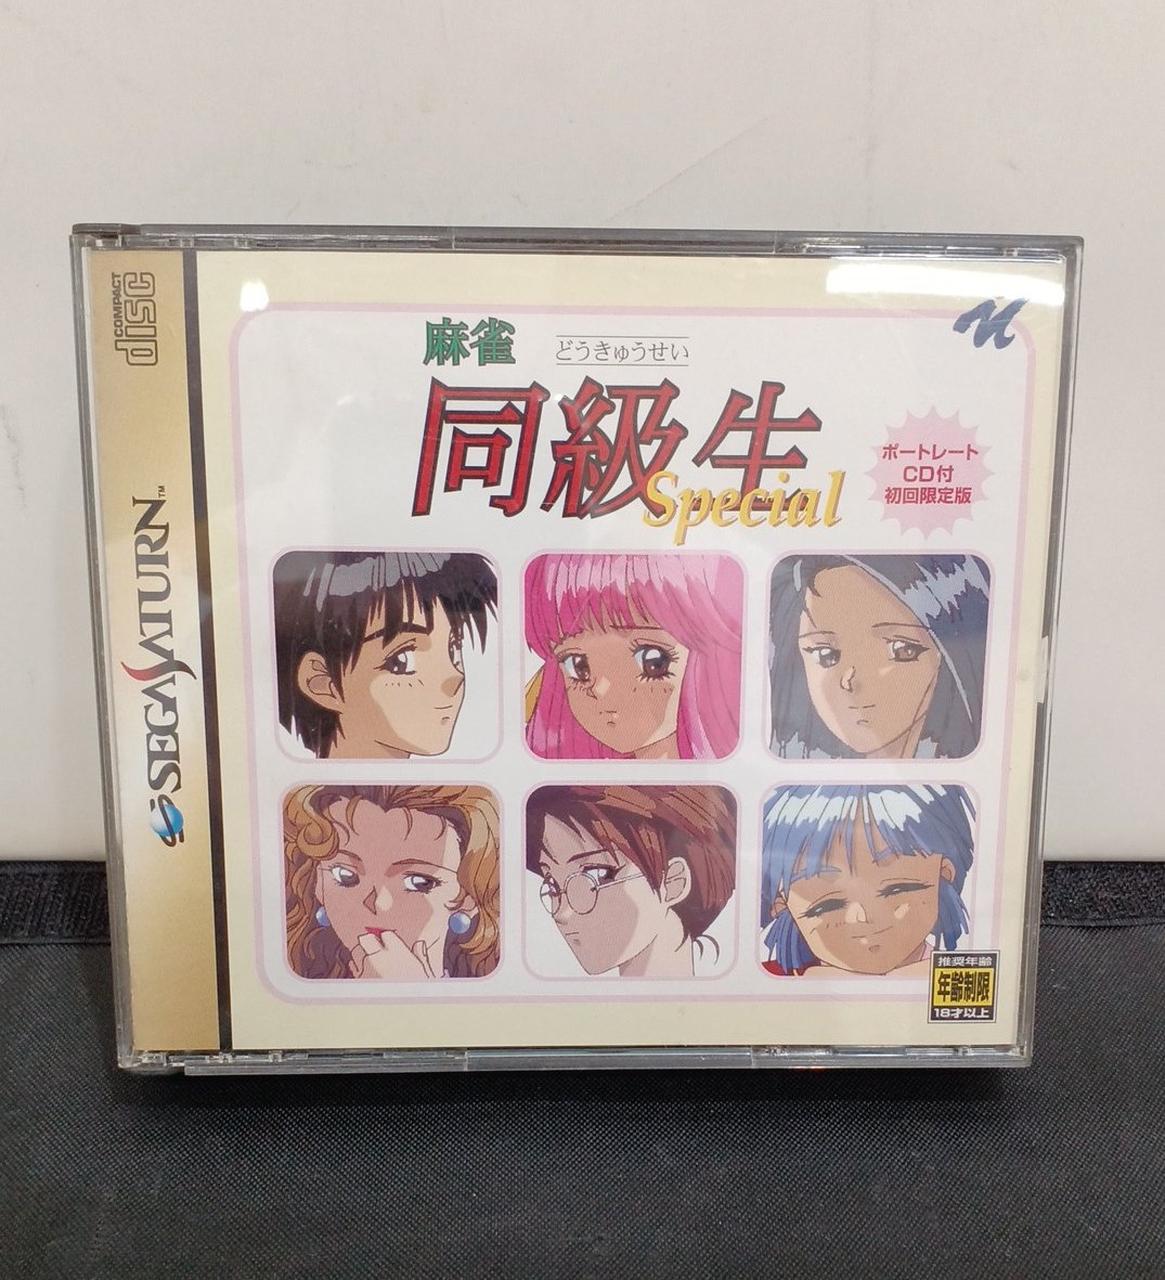 COMPACT
disc
SEGA SATURN™
麻雀
どうきゅうせい
同級生
Special
ポートレート
CD付
初回限定版
推奨年齢
年齢制限
18才以上